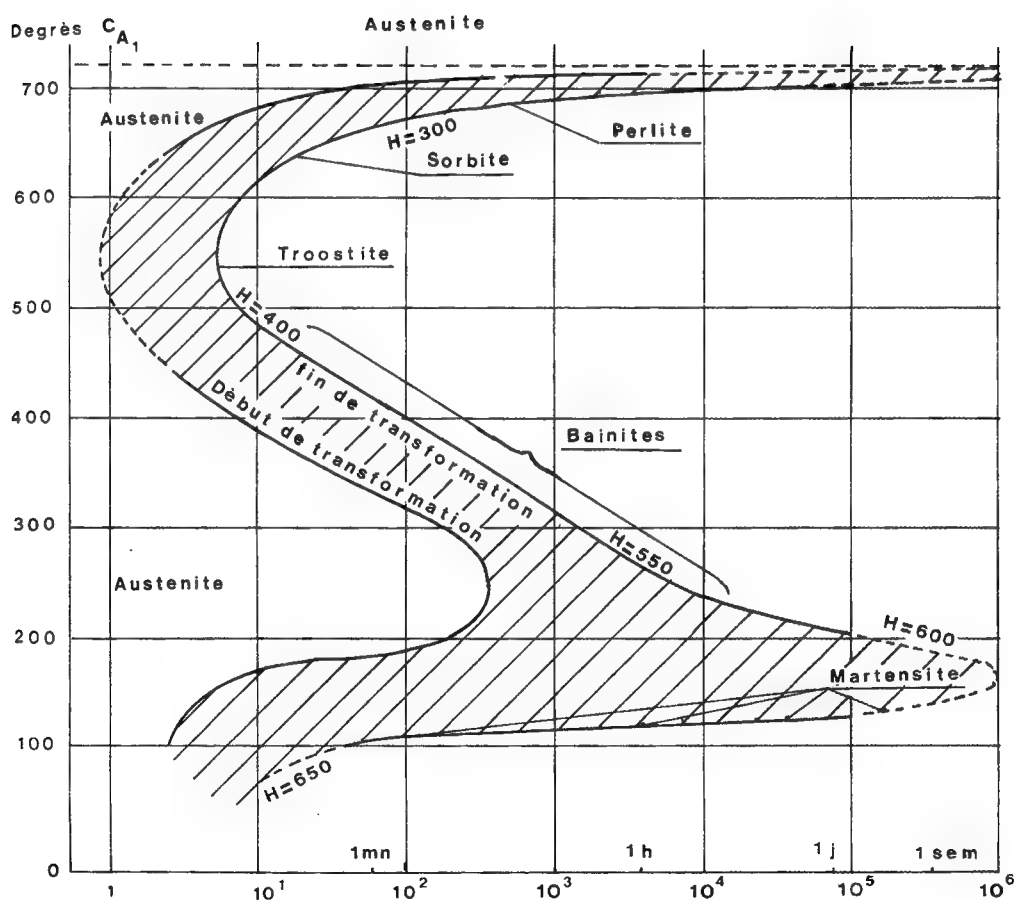 Degrès C A1 Austenite
700
Austenite
H=300
Perlite
Sorbite
600
Troostite
500
H=400
fin de transformation
Début de transformation
400
Bainites
300
H=550
Austenite
200
H=600
Martensite
100
H=650
1mn 1h 1j 1 sem
0
1 10¹ 10² 10³ 10⁴ 10⁵ 10⁶